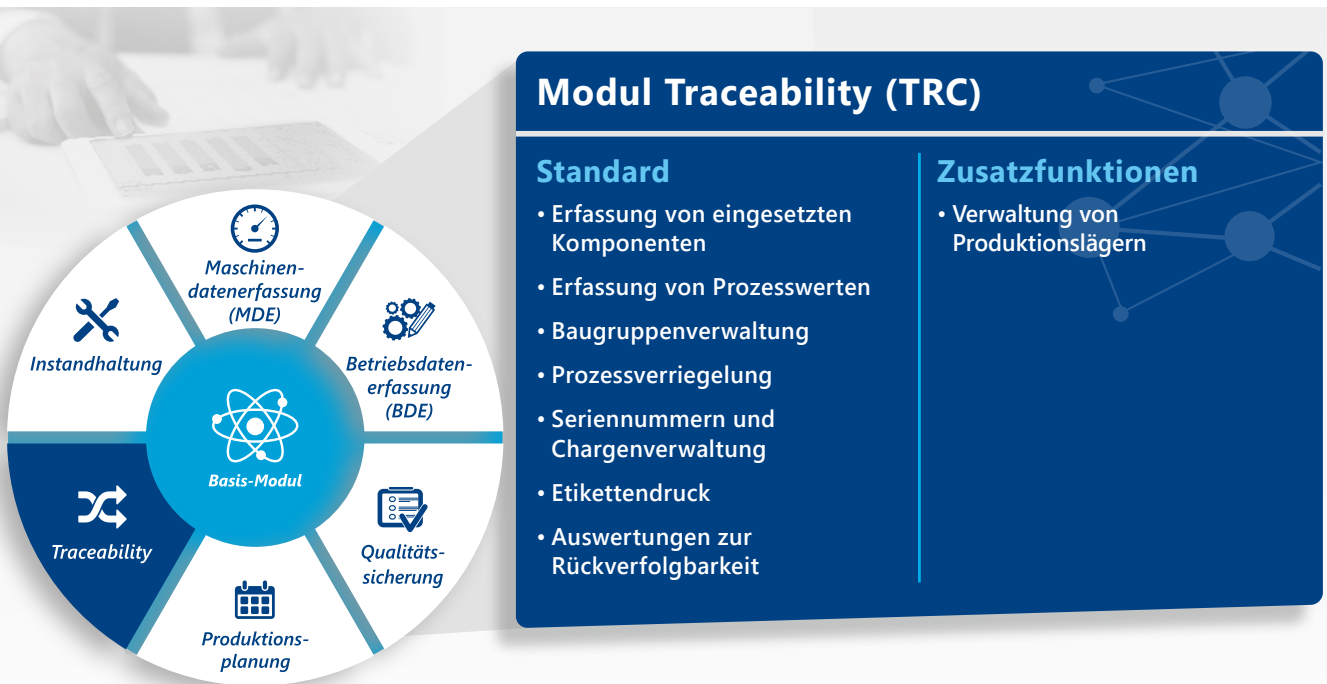 Modul Traceability (TRC)
Standard
• Erfassung von eingesetzten
Komponenten
• Erfassung von Prozesswerten
• Baugruppenverwaltung
• Prozessverriegelung
• Seriennummern und
Chargenverwaltung
• Etikettendruck
• Auswertungen zur
Rückverfolgbarkeit
Zusatzfunktionen
• Verwaltung von
Produktionslägern
Maschinen-
datenerfassung
(MDE)
Betriebsdaten-
erfassung
(BDE)
Qualitäts-
sicherung
Produktions-
planung
Traceability
Instandhaltung
Basis-Modul